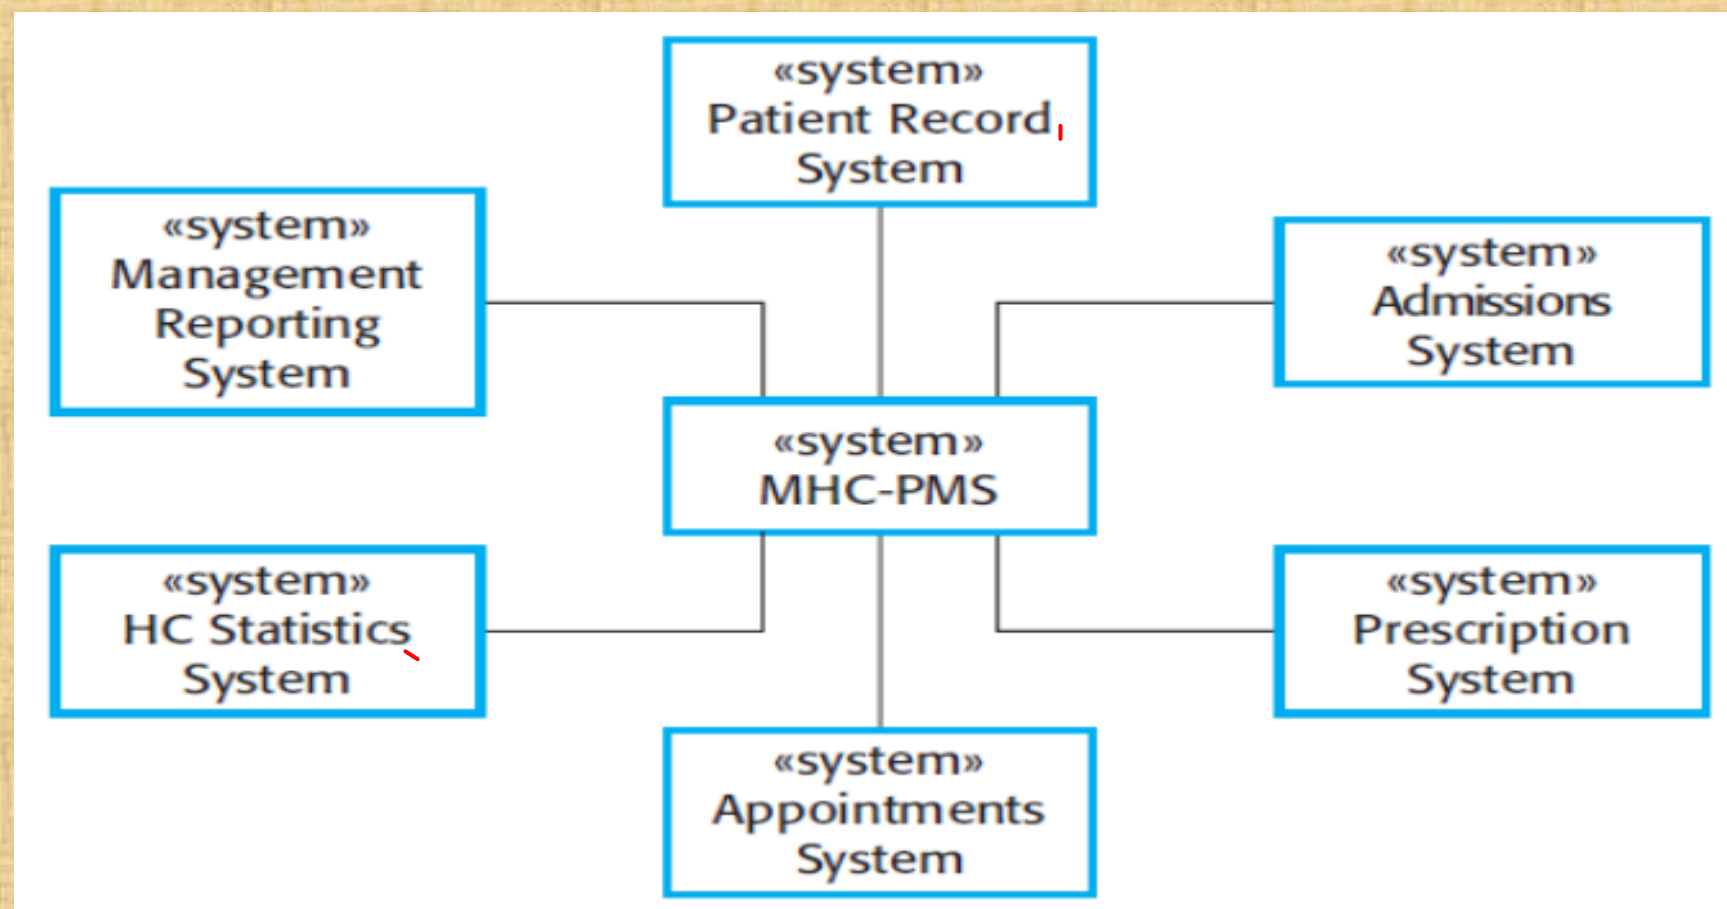 «system»
Patient Record
System
«system»
Management
Reporting
System
«system»
Admissions
System
«system»
MHC-PMS
«system»
HC Statistics
System
«system»
Prescription
System
«system»
Appointments
System